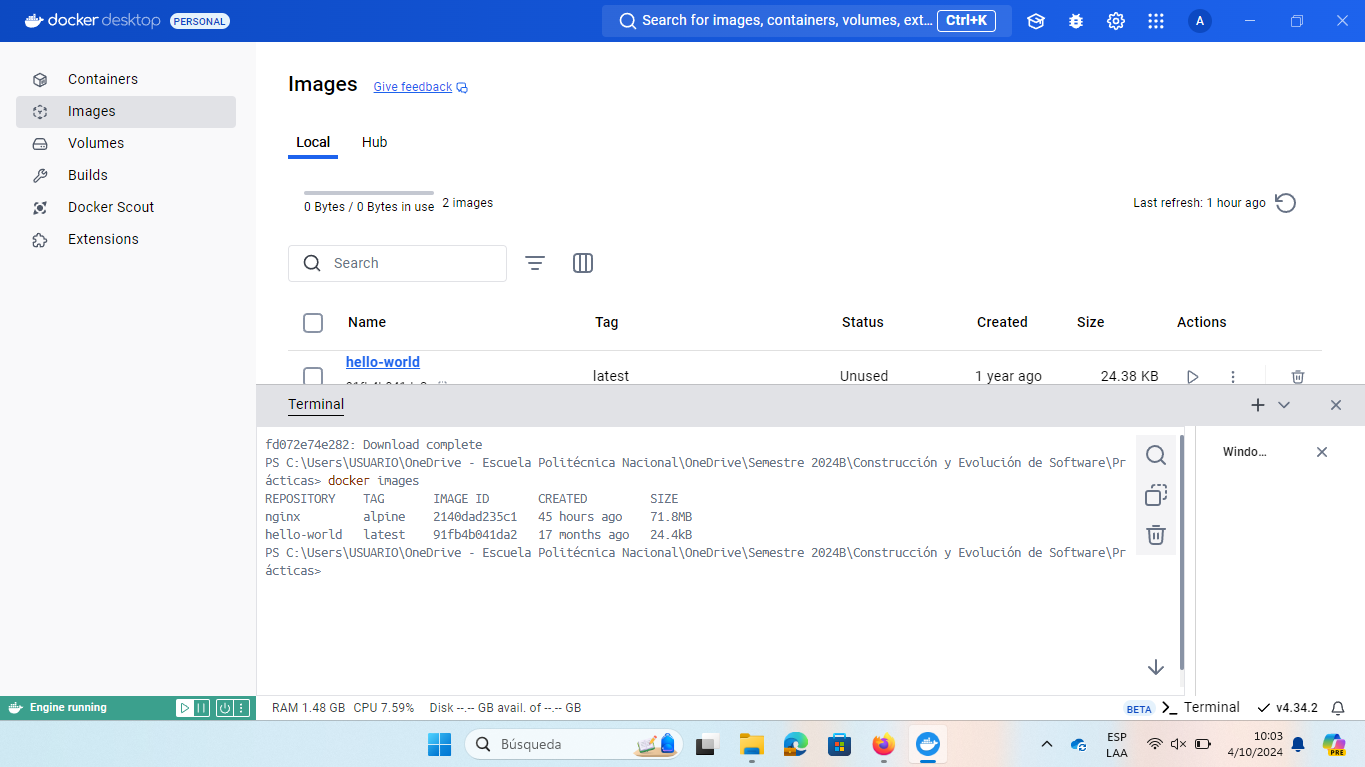 docker desktop PERSONAL
Search for images, containers, volumes, ext... Ctrl+K
A
Containers
Images
Volumes
Builds
Docker Scout
Extensions
Images Give feedback
Local Hub
0 Bytes / 0 Bytes in use 2 images
Last refresh: 1 hour ago
Search
Name Tag Status Created Size Actions
hello-world
latest Unused 1 year ago 24.38 KB
Terminal
fd072e74e282: Download complete
PS C:\Users\USUARIO\OneDrive - Escuela Politécnica Nacional\OneDrive\Semestre 2024B\Construcción y Evolución de Software\Pr
ácticas> docker images
REPOSITORY TAG IMAGE ID CREATED SIZE
nginx alpine 2140dad235c1 45 hours ago 71.8MB
hello-world latest 91fb4b041da2 17 months ago 24.4kB
PS C:\Users\USUARIO\OneDrive - Escuela Politécnica Nacional\OneDrive\Semestre 2024B\Construcción y Evolución de Software\Pr
ácticas>
Windo...
Engine running
RAM 1.48 GB CPU 7.59% Disk --.-- GB avail. of --.-- GB
BETA Terminal v4.34.2
Búsqueda
ESP
LAA
10:03
4/10/2024
PRE